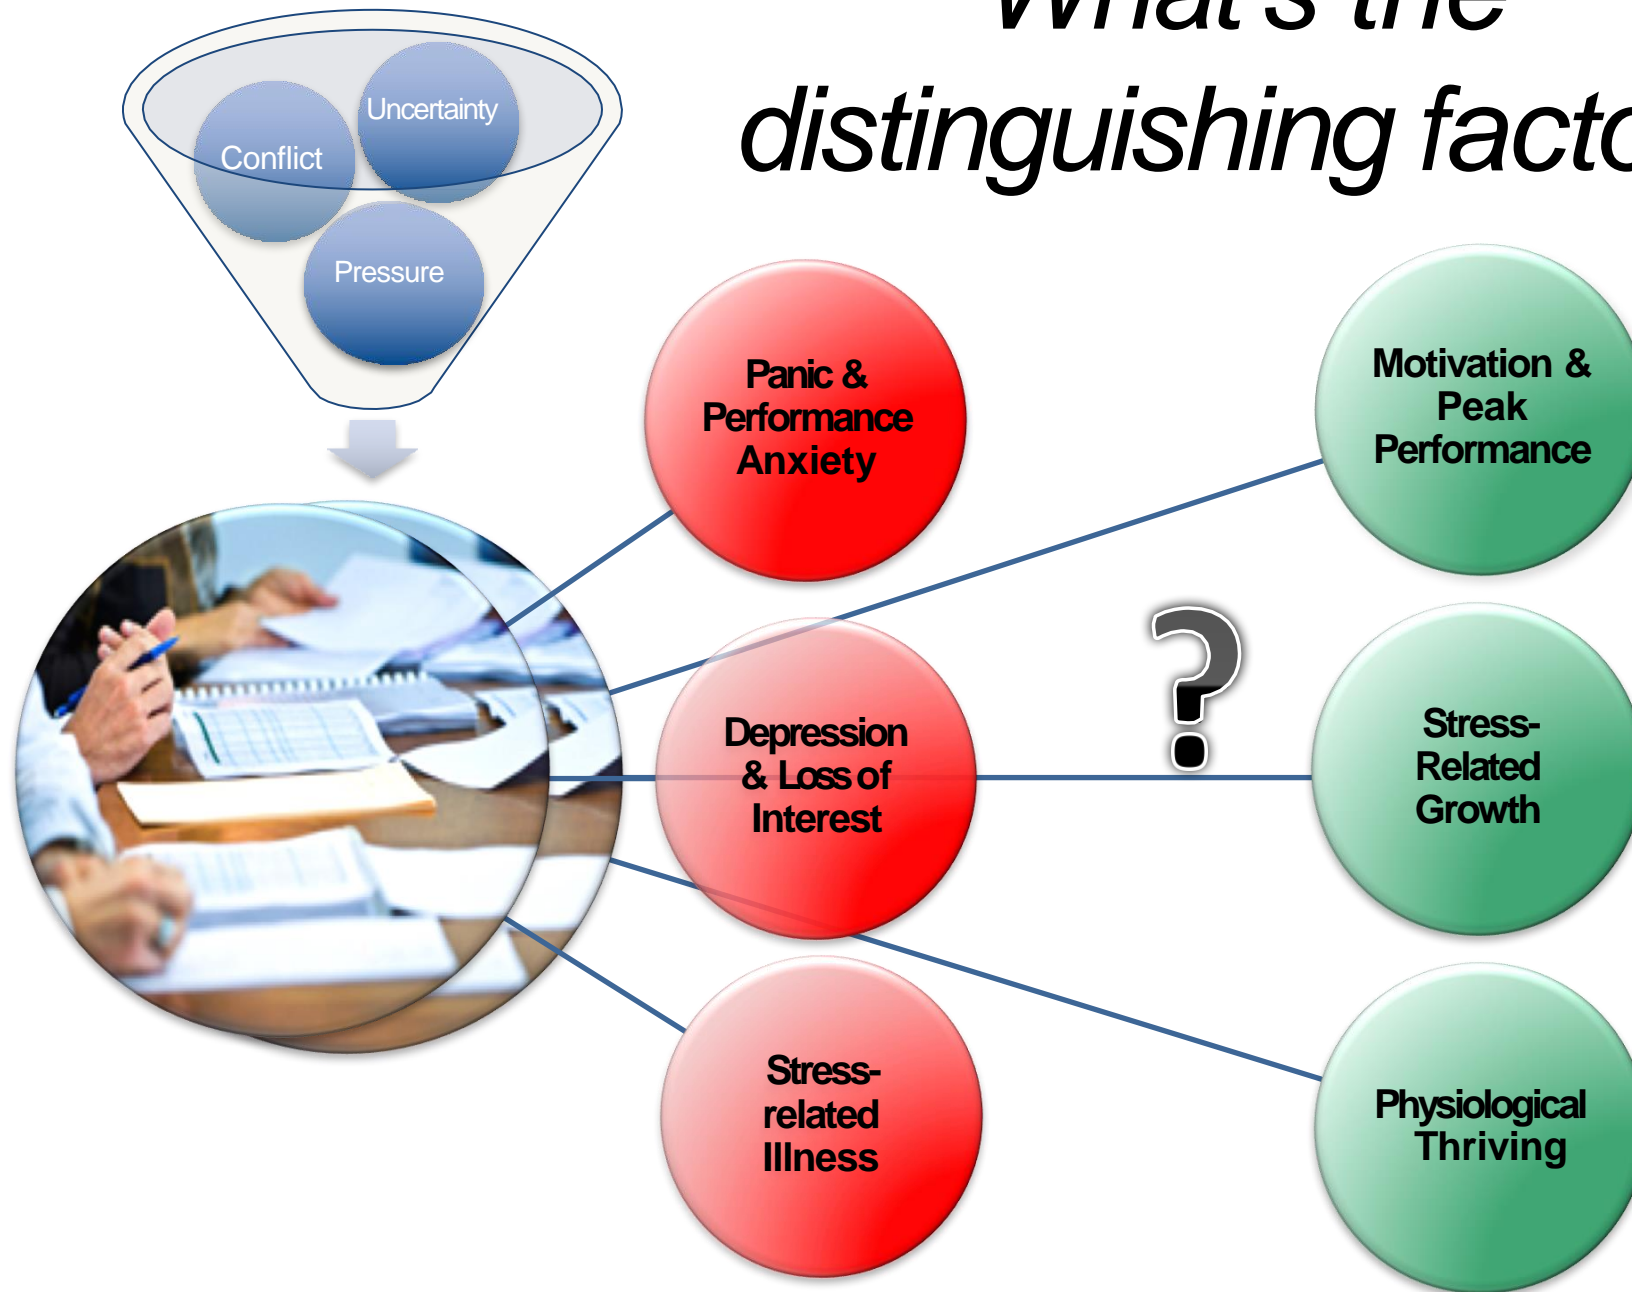 What's the
distinguishing facto
Uncertainty
Conflict
Pressure
Panic &
Performance
Anxiety
Motivation &
Peak
Performance
?
Depression
& Loss of
Interest
Stress-
Related
Growth
Stress-
related
Illness
Physiological
Thriving